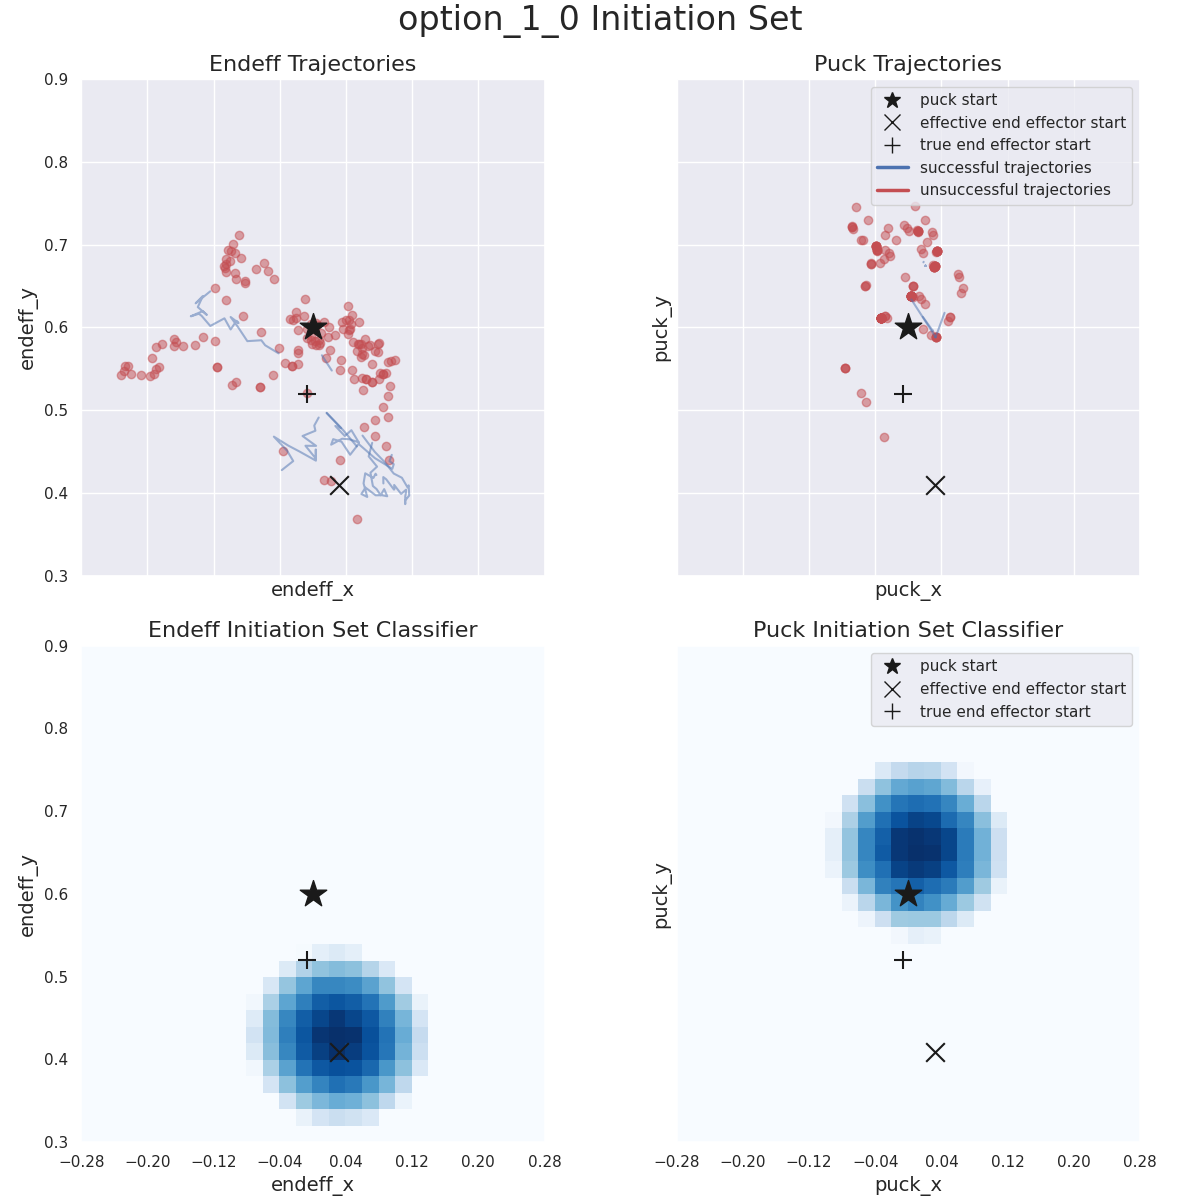 option_1_0 Initiation Set
Endeff Trajectories
Puck Trajectories
0.9
0.8
0.7
0.6
0.5
0.4
0.3
endeff_y
endeff_x
puck_y
puck_x
puck start
effective end effector start
true end effector start
successful trajectories
unsuccessful trajectories
Endeff Initiation Set Classifier
Puck Initiation Set Classifier
0.9
0.8
0.7
0.6
0.5
0.4
0.3
endeff_y
−0.28 −0.20 −0.12 −0.04 0.04 0.12 0.20 0.28
endeff_x
puck start
effective end effector start
true end effector start
puck_y
−0.28 −0.20 −0.12 −0.04 0.04 0.12 0.20 0.28
puck_x